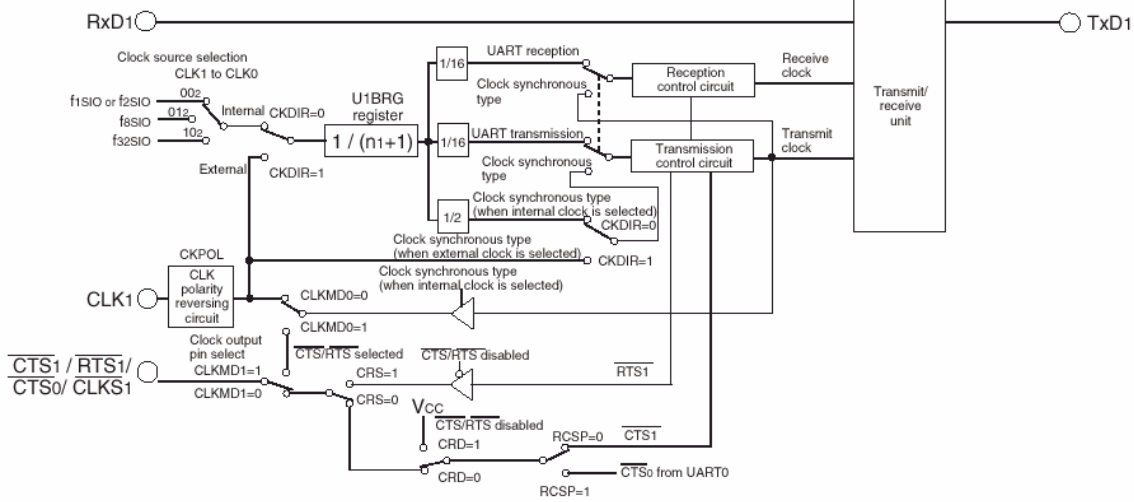 RxD1
TxD1
Clock source selection
CLK1 to CLK0
f1SIO or f2SIO
002
f8SIO
012
f32SIO
102
Internal
CKDIR=0
External
CKDIR=1
U1BRG
register
1 / (n1+1)
1/16
UART reception
Clock synchronous
type
1/16
UART transmission
Clock synchronous
type
1/2
Clock synchronous type
(when internal clock is selected)
CKDIR=0
Clock synchronous type
(when external clock is selected)
CKDIR=1
Clock synchronous type
(when internal clock is selected)
Reception
control circuit
Receive
clock
Transmission
control circuit
Transmit
clock
Transmit/
receive
unit
CKPOL
CLK
polarity
reversing
circuit
CLK1
CLKMD0=0
CLKMD0=1
Clock output
pin select
CTS1 / RTS1/
CTS0/ CLKS1
CLKMD1=1
CLKMD1=0
CTS/RTS selected
CRS=1
CRS=0
CTS/RTS disabled
RTS1
VCC
CTS/RTS disabled
CRD=1
CRD=0
RCSP=0
CTS1
CTS0 from UART0
RCSP=1